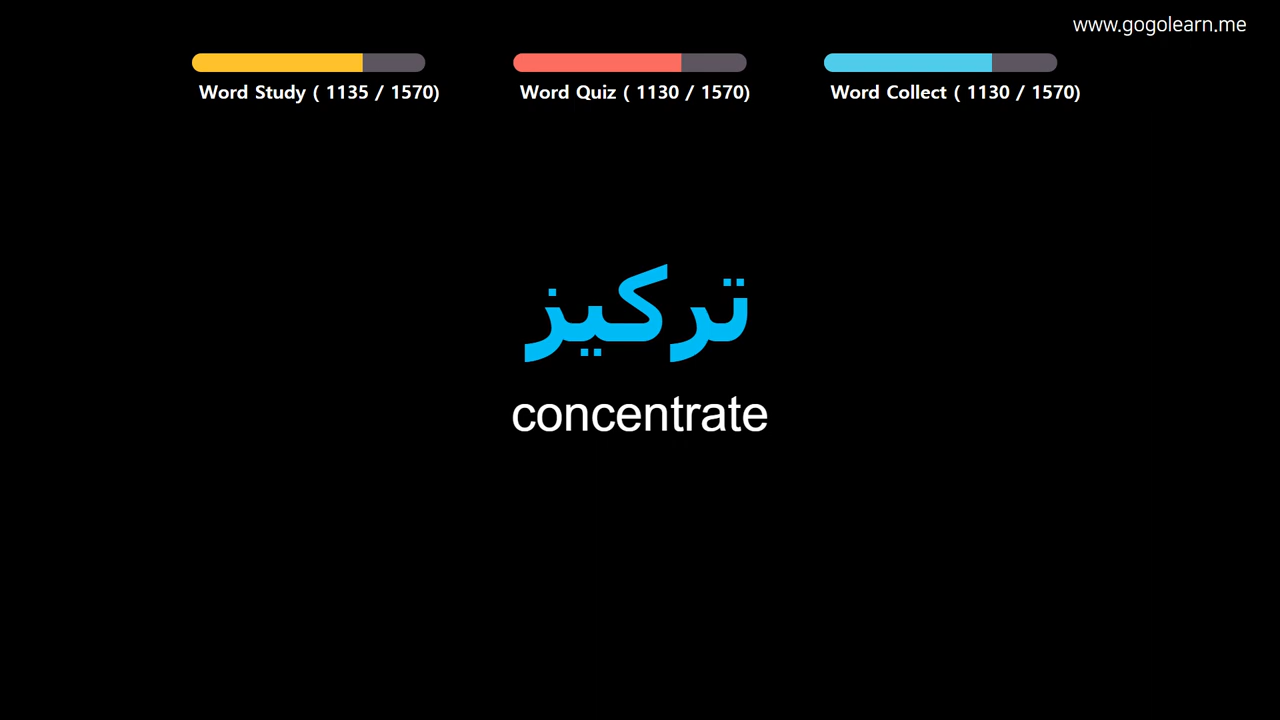 www.gogolearn.me
Word Study ( 1135 / 1570)
Word Quiz ( 1130 / 1570)
Word Collect ( 1130 / 1570)
تركيز
concentrate